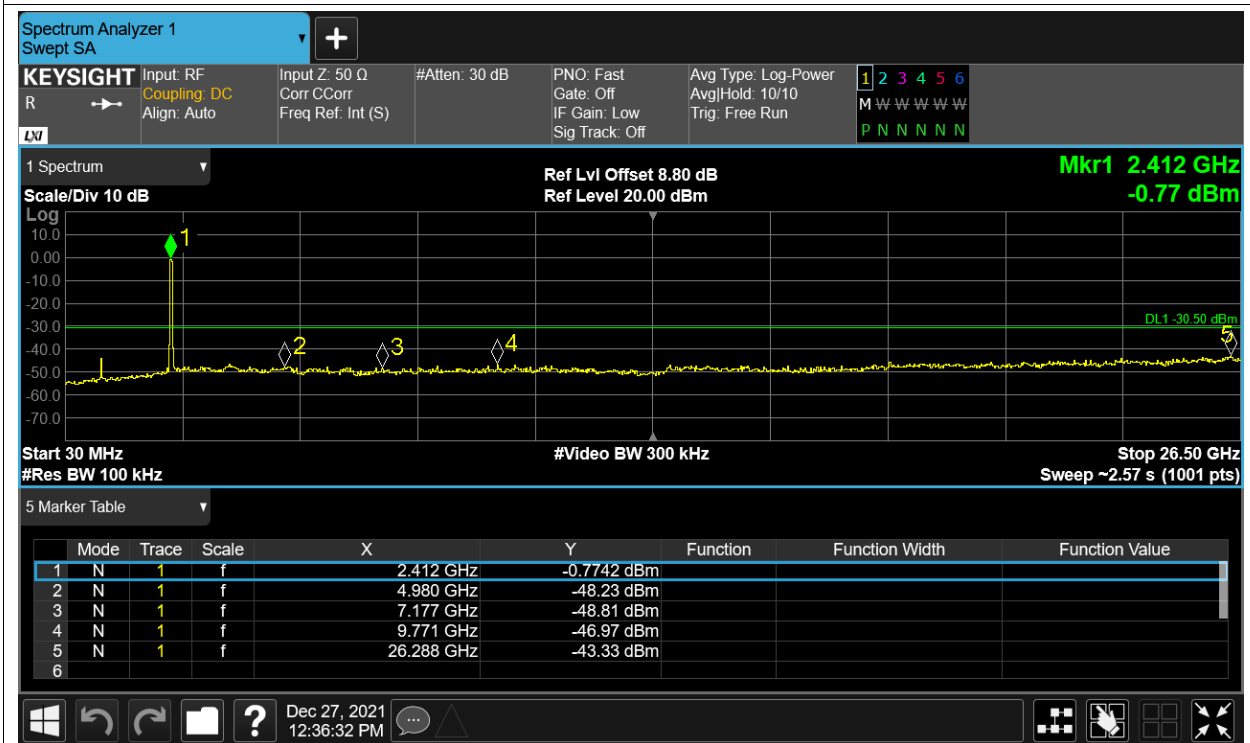 Spectrum Analyzer 1
Swept SA
+
KEYSIGHT Input: RF Input Z: 50 Ω #Atten: 30 dB PNO: Fast Avg Type: Log-Power 1 2 3 4 5 6
R Coupling: DC Corr CCorr Gate: Off Avg|Hold: 10/10 M W W W W W
Align: Auto Freq Ref: Int (S) IF Gain: Low Trig: Free Run
LXI Sig Track: Off P N N N N N
1 Spectrum Ref Lvl Offset 8.80 dB Mkr1 2.412 GHz
Scale/Div 10 dB Ref Level 20.00 dBm -0.77 dBm
Log
10.0 1
0.00
-10.0
-20.0
-30.0 DL1 -30.50 dBm
-40.0 2 3 4 5
-50.0
-60.0
-70.0
Start 30 MHz #Video BW 300 kHz Stop 26.50 GHz
#Res BW 100 kHz Sweep ~2.57 s (1001 pts)
5 Marker Table
Mode Trace Scale X Y Function Function Width Function Value
1 N 1 f 2.412 GHz -0.7742 dBm
2 N 1 f 4.980 GHz -48.23 dBm
3 N 1 f 7.177 GHz -48.81 dBm
4 N 1 f 9.771 GHz -46.97 dBm
5 N 1 f 26.288 GHz -43.33 dBm
6
? Dec 27, 2021
12:36:32 PM